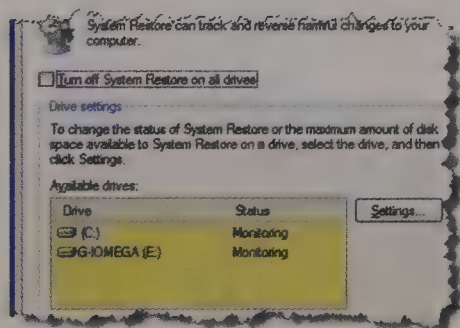 System Restore can track and reverse harmful changes to your
computer.
Turn off System Restore on all drives
Drive settings
To change the status of System Restore or the maximum amount of disk
space available to System Restore on a drive, select the drive, and then
click Settings.
Available drives:
Drive Status
(C:) Monitoring
G-IOMEGA (E:) Monitoring
Settings...